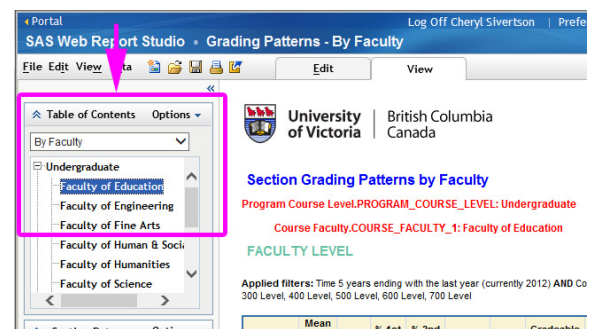 Portal
Log Off Cheryl Sivertson | Prefe
SAS Web Report Studio • Grading Patterns - By Faculty
File Edit View
Edit
View
«
Table of Contents Options
By Faculty
Undergraduate
Faculty of Education
Faculty of Engineering
Faculty of Fine Arts
Faculty of Human & Socia
Faculty of Humanities
Faculty of Science
University of Victoria
British Columbia Canada
Section Grading Patterns by Faculty
Program Course Level.PROGRAM_COURSE_LEVEL: Undergraduate
Course Faculty.COURSE_FACULTY_1: Faculty of Education
FACULTY LEVEL
Applied filters: Time 5 years ending with the last year (currently 2012) AND Co
300 Level, 400 Level, 500 Level, 600 Level, 700 Level
Mean
% 1st % 2nd
Gradeable